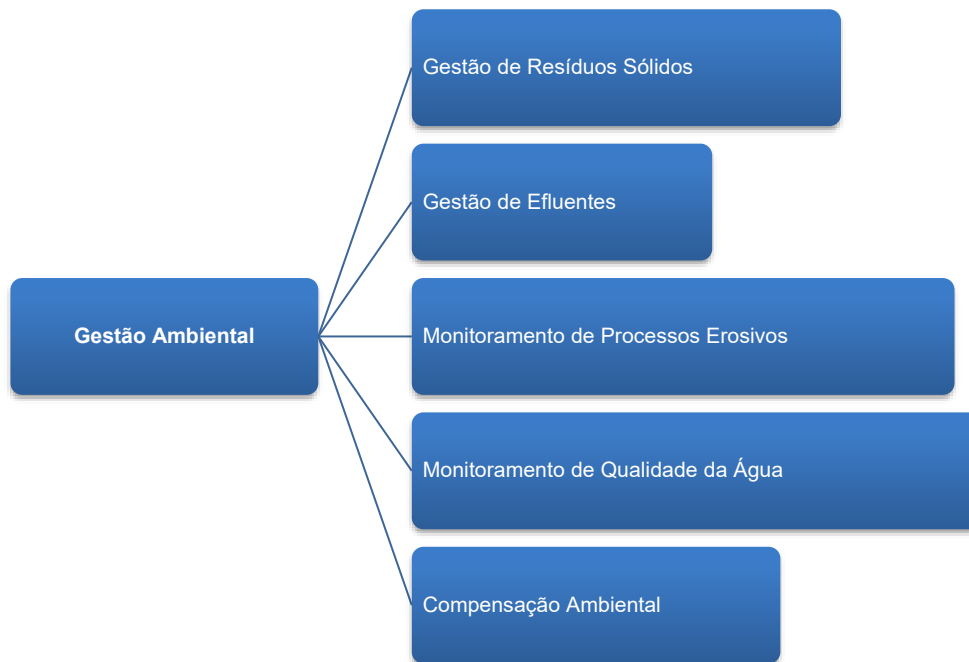 Gestão de Resíduos Sólidos
Gestão de Efluentes
Gestão Ambiental
Monitoramento de Processos Erosivos
Monitoramento de Qualidade da Água
Compensação Ambiental